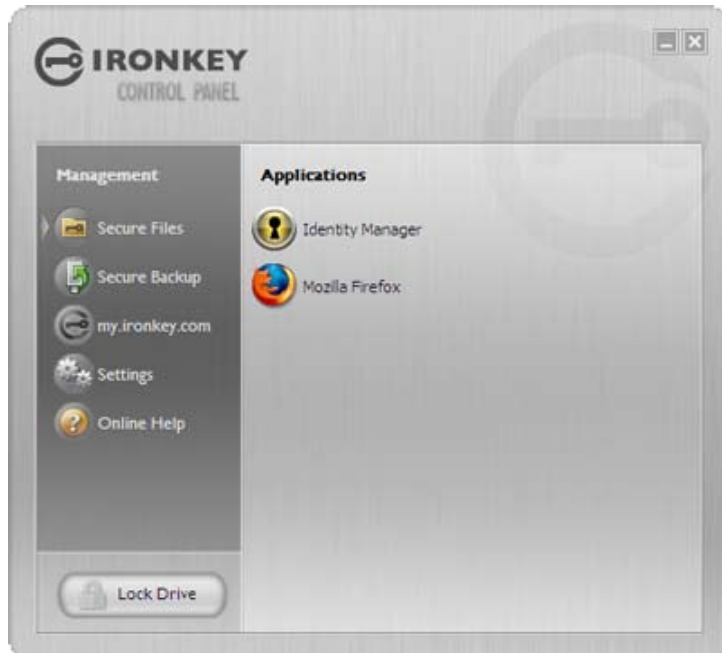 IRONKEY
CONTROL PANEL
Management
Secure Files
Secure Backup
my.ironkey.com
Settings
Online Help
Lock Drive
Applications
Identity Manager
Mozilla Firefox